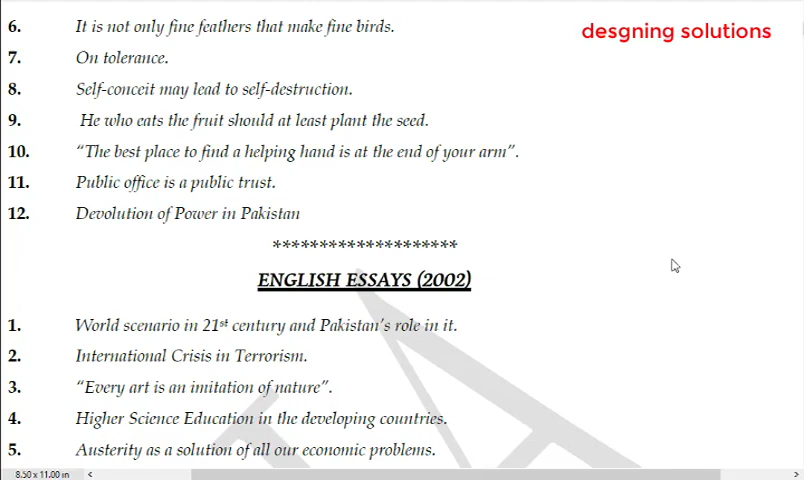 desgning solutions
6. It is not only fine feathers that make fine birds.
7. On tolerance.
8. Self-conceit may lead to self-destruction.
9. He who eats the fruit should at least plant the seed.
10. “The best place to find a helping hand is at the end of your arm”.
11. Public office is a public trust.
12. Devolution of Power in Pakistan
********************
ENGLISH ESSAYS (2002)
1. World scenario in 21st century and Pakistan’s role in it.
2. International Crisis in Terrorism.
3. “Every art is an imitation of nature”.
4. Higher Science Education in the developing countries.
5. Austerity as a solution of all our economic problems.
8.50 x 11.00 in